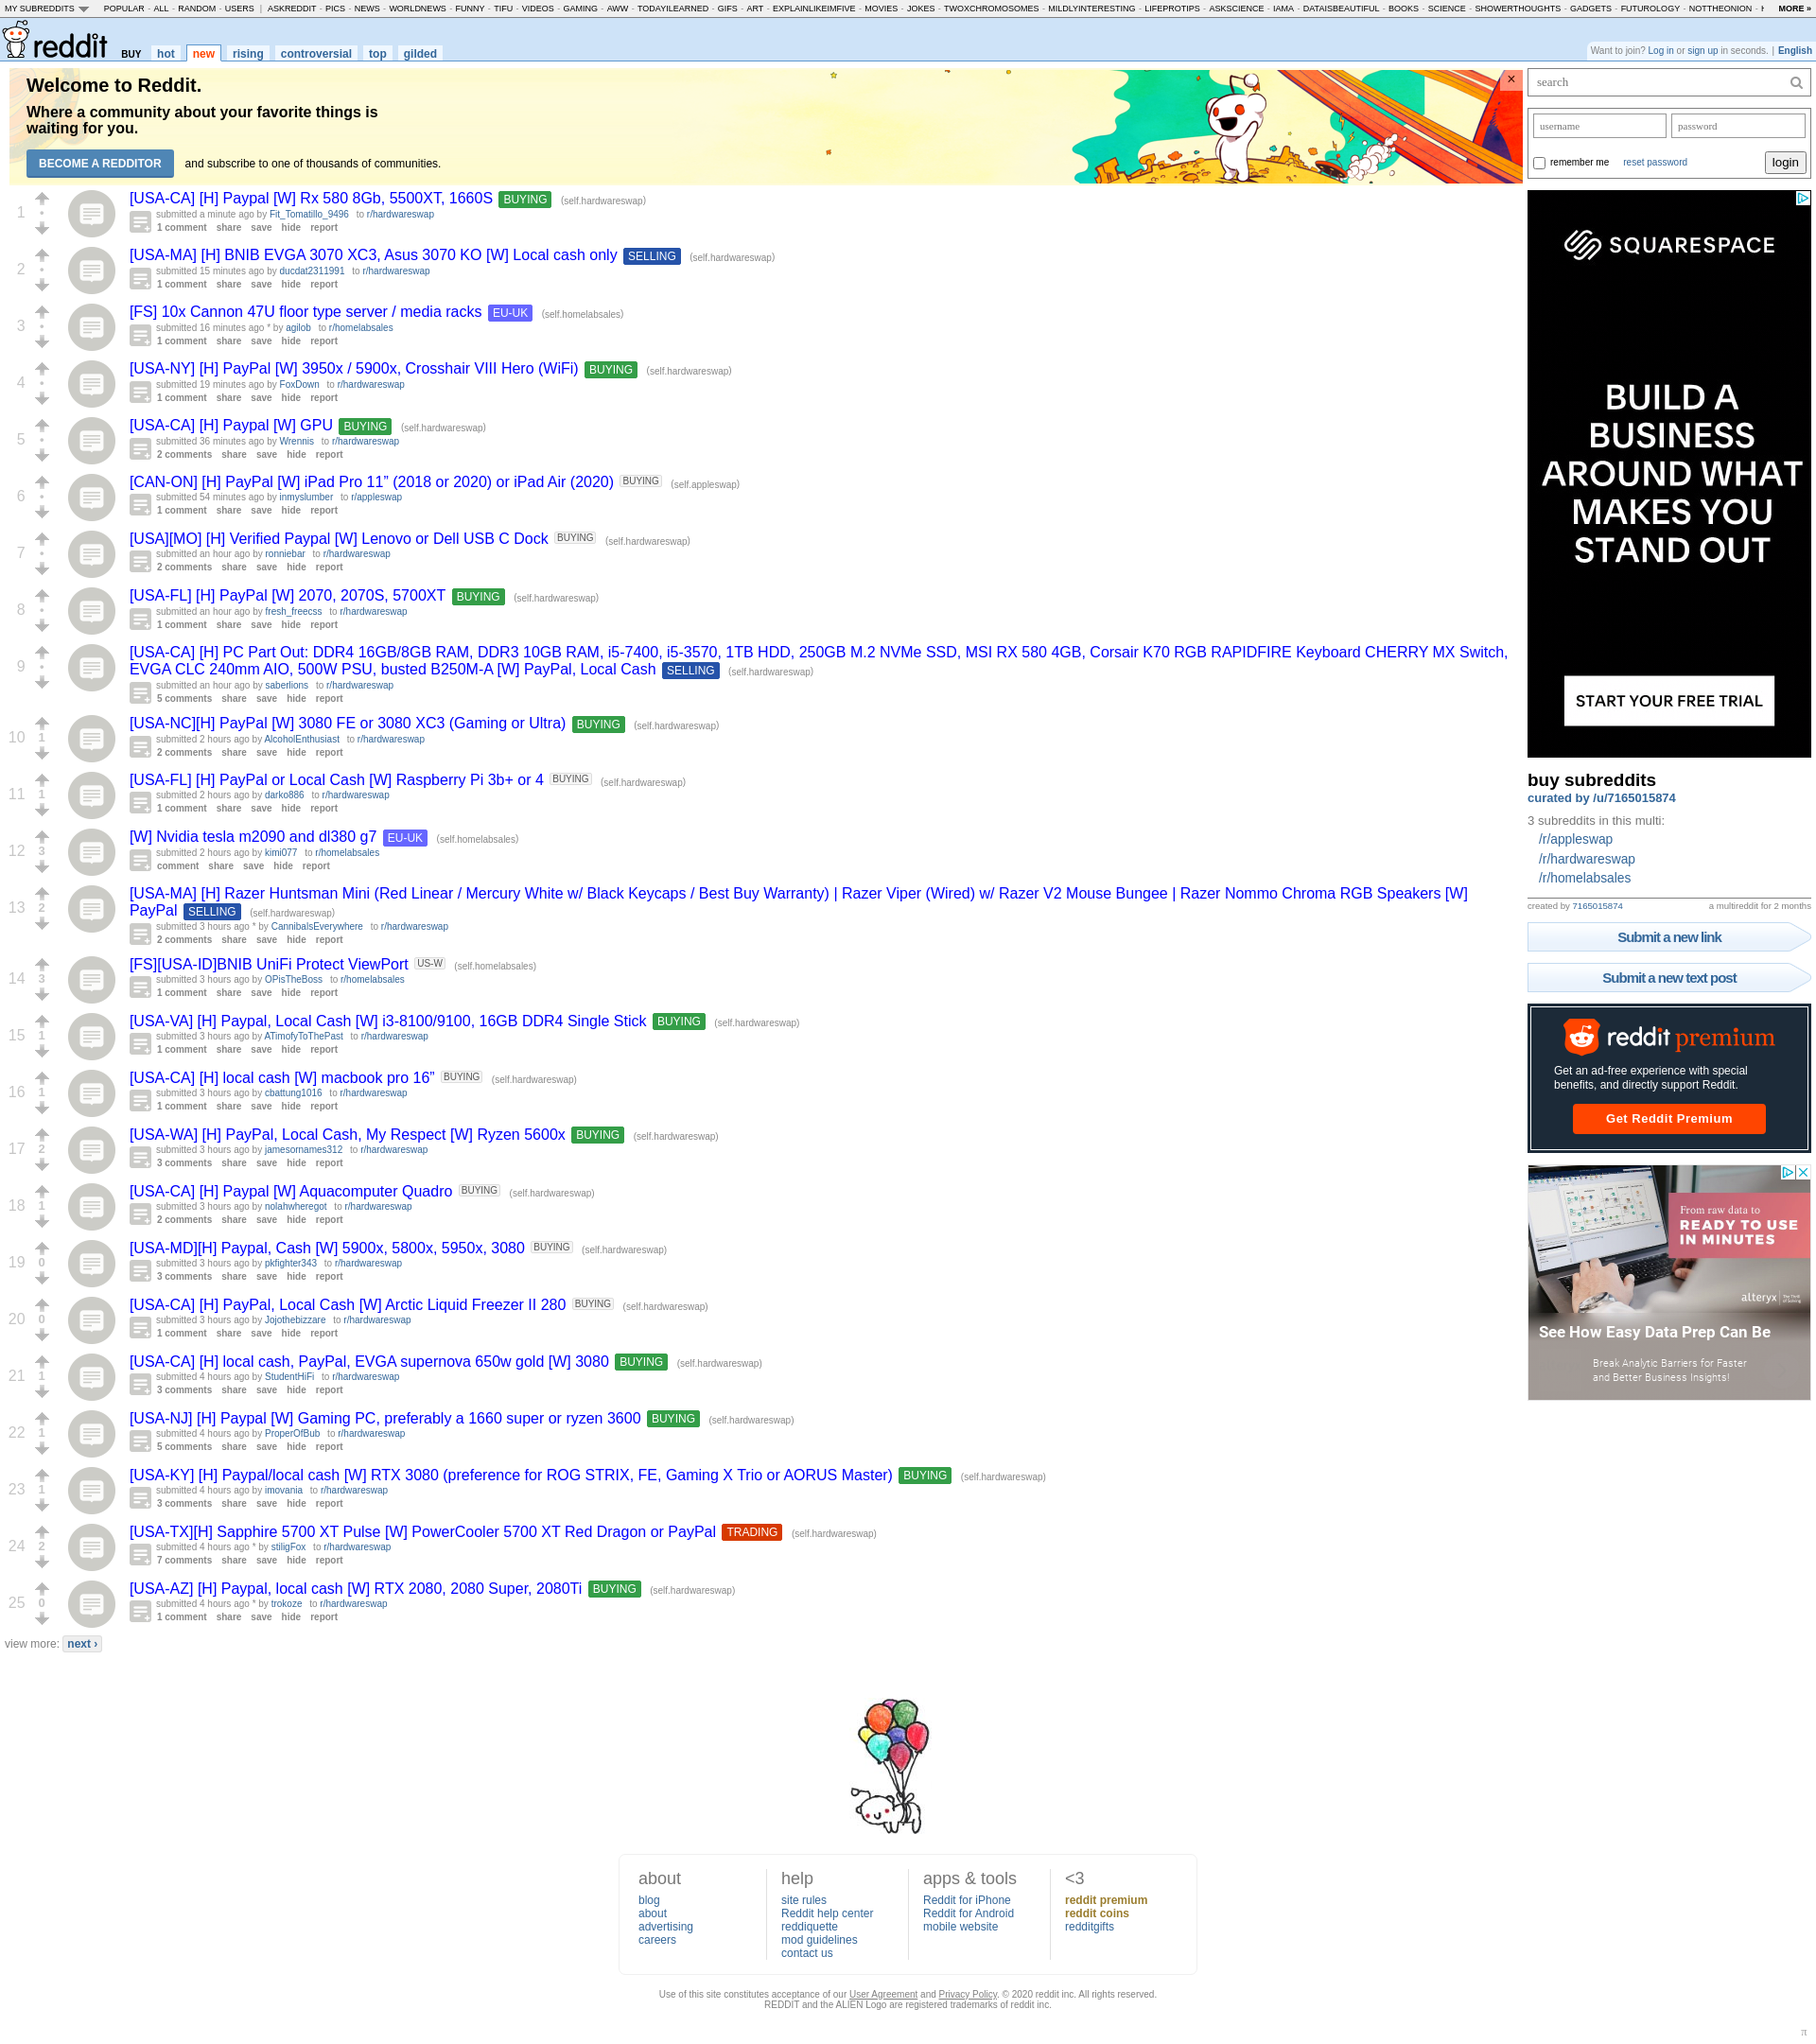 MY SUBREDDITS POPULAR - ALL - RANDOM - USERS | ASKREDDIT - PICS - NEWS - WORLDNEWS - FUNNY - TIFU - VIDEOS - GAMING - AWW - TODAYILEARNED - GIFS - ART - EXPLAINLIKEIMFIVE - MOVIES - JOKES - TWOXCHROMOSOMES - MILDLYINTERESTING - LIFEPROTIPS - ASKSCIENCE - IAMA - DATAISBEAUTIFUL - BOOKS - SCIENCE - SHOWERTHOUGHTS - GADGETS - FUTUROLOGY - NOTTHEONION - MORE »
reddit BUY hot new rising controversial top gilded
Want to join? Log in or sign up in seconds. | English
Welcome to Reddit.
Where a community about your favorite things is
waiting for you.
BECOME A REDDITOR and subscribe to one of thousands of communities.
×
1
[USA-CA] [H] Paypal [W] Rx 580 8Gb, 5500XT, 1660S BUYING (self.hardwareswap)
submitted a minute ago by Fit_Tomatillo_9496 to r/hardwareswap
1 comment share save hide report
2
[USA-MA] [H] BNIB EVGA 3070 XC3, Asus 3070 KO [W] Local cash only SELLING (self.hardwareswap)
submitted 15 minutes ago by ducdat2311991 to r/hardwareswap
1 comment share save hide report
3
[FS] 10x Cannon 47U floor type server / media racks EU-UK (self.homelabsales)
submitted 16 minutes ago * by agilob to r/homelabsales
1 comment share save hide report
4
[USA-NY] [H] PayPal [W] 3950x / 5900x, Crosshair VIII Hero (WiFi) BUYING (self.hardwareswap)
submitted 19 minutes ago by FoxDown to r/hardwareswap
1 comment share save hide report
5
[USA-CA] [H] Paypal [W] GPU BUYING (self.hardwareswap)
submitted 36 minutes ago by Wrennis to r/hardwareswap
2 comments share save hide report
6
[CAN-ON] [H] PayPal [W] iPad Pro 11” (2018 or 2020) or iPad Air (2020) BUYING (self.appleswap)
submitted 54 minutes ago by inmyslumber to r/appleswap
1 comment share save hide report
7
[USA][MO] [H] Verified Paypal [W] Lenovo or Dell USB C Dock BUYING (self.hardwareswap)
submitted an hour ago by ronniebar to r/hardwareswap
2 comments share save hide report
8
[USA-FL] [H] PayPal [W] 2070, 2070S, 5700XT BUYING (self.hardwareswap)
submitted an hour ago by fresh_freecss to r/hardwareswap
1 comment share save hide report
9
[USA-CA] [H] PC Part Out: DDR4 16GB/8GB RAM, DDR3 10GB RAM, i5-7400, i5-3570, 1TB HDD, 250GB M.2 NVMe SSD, MSI RX 580 4GB, Corsair K70 RGB RAPIDFIRE Keyboard CHERRY MX Switch,
EVGA CLC 240mm AIO, 500W PSU, busted B250M-A [W] PayPal, Local Cash SELLING (self.hardwareswap)
submitted an hour ago by saberlions to r/hardwareswap
5 comments share save hide report
10 1
[USA-NC][H] PayPal [W] 3080 FE or 3080 XC3 (Gaming or Ultra) BUYING (self.hardwareswap)
submitted 2 hours ago by AlcoholEnthusiast to r/hardwareswap
2 comments share save hide report
11 1
[USA-FL] [H] PayPal or Local Cash [W] Raspberry Pi 3b+ or 4 BUYING (self.hardwareswap)
submitted 2 hours ago by darko886 to r/hardwareswap
1 comment share save hide report
12 3
[W] Nvidia tesla m2090 and dl380 g7 EU-UK (self.homelabsales)
submitted 2 hours ago by kimi077 to r/homelabsales
comment share save hide report
13 2
[USA-MA] [H] Razer Huntsman Mini (Red Linear / Mercury White w/ Black Keycaps / Best Buy Warranty) | Razer Viper (Wired) w/ Razer V2 Mouse Bungee | Razer Nommo Chroma RGB Speakers [W]
PayPal SELLING (self.hardwareswap)
submitted 3 hours ago * by CannibalsEverywhere to r/hardwareswap
2 comments share save hide report
14 3
[FS][USA-ID]BNIB UniFi Protect ViewPort US-W (self.homelabsales)
submitted 3 hours ago by OPisTheBoss to r/homelabsales
1 comment share save hide report
15 1
[USA-VA] [H] Paypal, Local Cash [W] i3-8100/9100, 16GB DDR4 Single Stick BUYING (self.hardwareswap)
submitted 3 hours ago by ATimofyToThePast to r/hardwareswap
1 comment share save hide report
16 1
[USA-CA] [H] local cash [W] macbook pro 16” BUYING (self.hardwareswap)
submitted 3 hours ago by cbattung1016 to r/hardwareswap
1 comment share save hide report
17 2
[USA-WA] [H] PayPal, Local Cash, My Respect [W] Ryzen 5600x BUYING (self.hardwareswap)
submitted 3 hours ago by jamesornames312 to r/hardwareswap
3 comments share save hide report
18 1
[USA-CA] [H] Paypal [W] Aquacomputer Quadro BUYING (self.hardwareswap)
submitted 3 hours ago by nolahwheregot to r/hardwareswap
2 comments share save hide report
19 0
[USA-MD][H] Paypal, Cash [W] 5900x, 5800x, 5950x, 3080 BUYING (self.hardwareswap)
submitted 3 hours ago by pkfighter343 to r/hardwareswap
3 comments share save hide report
20 0
[USA-CA] [H] PayPal, Local Cash [W] Arctic Liquid Freezer II 280 BUYING (self.hardwareswap)
submitted 3 hours ago by Jojothebizzare to r/hardwareswap
1 comment share save hide report
21 1
[USA-CA] [H] local cash, PayPal, EVGA supernova 650w gold [W] 3080 BUYING (self.hardwareswap)
submitted 4 hours ago by StudentHiFi to r/hardwareswap
3 comments share save hide report
22 1
[USA-NJ] [H] Paypal [W] Gaming PC, preferably a 1660 super or ryzen 3600 BUYING (self.hardwareswap)
submitted 4 hours ago by ProperOfBub to r/hardwareswap
5 comments share save hide report
23 1
[USA-KY] [H] Paypal/local cash [W] RTX 3080 (preference for ROG STRIX, FE, Gaming X Trio or AORUS Master) BUYING (self.hardwareswap)
submitted 4 hours ago by imovania to r/hardwareswap
3 comments share save hide report
24 2
[USA-TX][H] Sapphire 5700 XT Pulse [W] PowerCooler 5700 XT Red Dragon or PayPal TRADING (self.hardwareswap)
submitted 4 hours ago * by stiligFox to r/hardwareswap
7 comments share save hide report
25 0
[USA-AZ] [H] Paypal, local cash [W] RTX 2080, 2080 Super, 2080Ti BUYING (self.hardwareswap)
submitted 4 hours ago * by trokoze to r/hardwareswap
1 comment share save hide report
view more: next ›
search
username password
remember me reset password login
SQUARESPACE
BUILD A
BUSINESS
AROUND WHAT
MAKES YOU
STAND OUT
START YOUR FREE TRIAL
buy subreddits
curated by /u/7165015874
3 subreddits in this multi:
/r/appleswap
/r/hardwareswap
/r/homelabsales
created by 7165015874 a multireddit for 2 months
Submit a new link
Submit a new text post
reddit premium
Get an ad-free experience with special
benefits, and directly support Reddit.
Get Reddit Premium
From raw data to
READY TO USE
IN MINUTES
alteryx
See How Easy Data Prep Can Be
Break Analytic Barriers for Faster
and Better Business Insights!
about
blog
about
advertising
careers
help
site rules
Reddit help center
reddiquette
mod guidelines
contact us
apps & tools
Reddit for iPhone
Reddit for Android
mobile website
<3
reddit premium
reddit coins
redditgifts
Use of this site constitutes acceptance of our User Agreement and Privacy Policy. © 2020 reddit inc. All rights reserved.
REDDIT and the ALIEN Logo are registered trademarks of reddit inc.
π